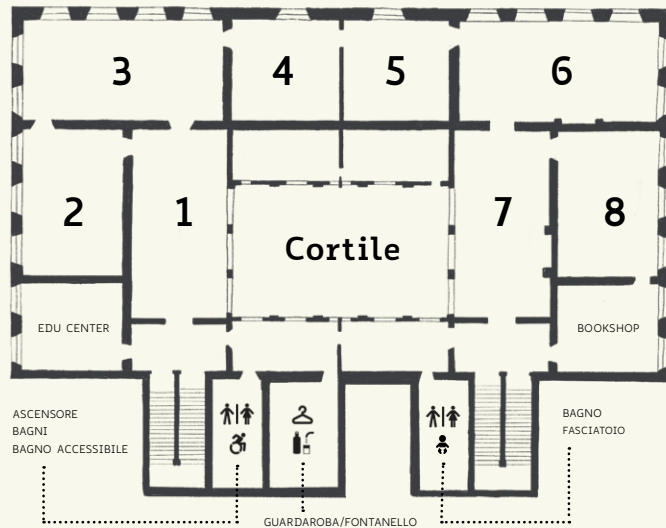 3
4
5
6
2
1
7
8
Cortile
EDU CENTER
BOOKSHOP
ASCENSORE
BAGNI
BAGNO ACCESSIBILE
BAGNO
FASCIATOIO
GUARDAROBA/FONTANELLO